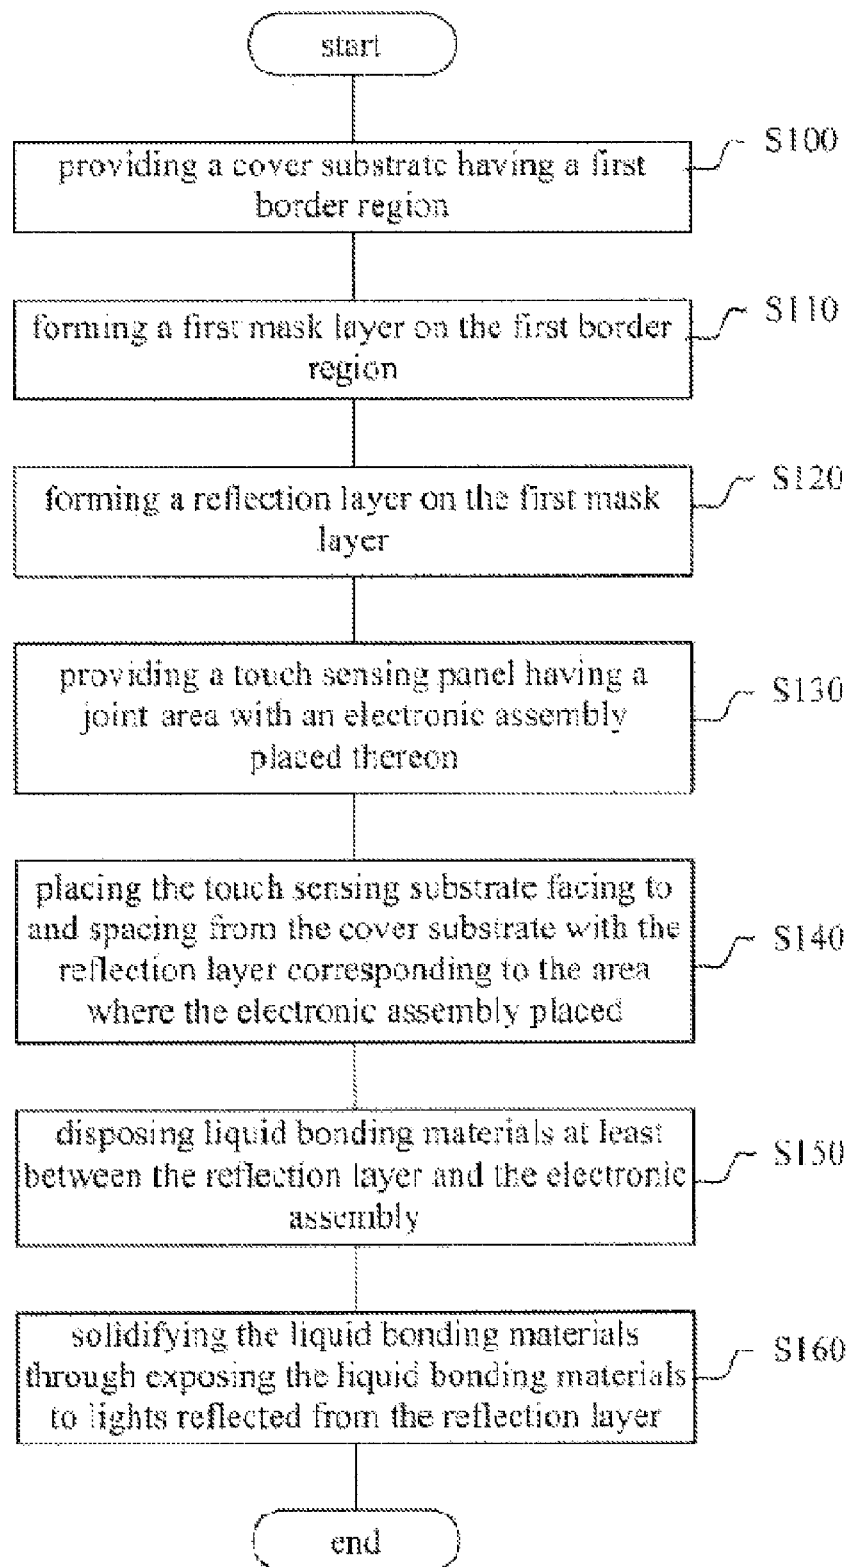 start
S100
providing a cover substrate having a first
border region
S110
forming a first mask layer on the first border
region
S120
forming a reflection layer on the first mask
layer
S130
providing a touch sensing panel having a
joint area with an electronic assembly
placed thereon
S140
placing the touch sensing substrate facing to
and spacing from the cover substrate with the
reflection layer corresponding to the area
where the electronic assembly placed
S150
disposing liquid bonding materials at least
between the reflection layer and the electronic
assembly
S160
solidifying the liquid bonding materials
through exposing the liquid bonding materials
to lights reflected from the reflection layer
end